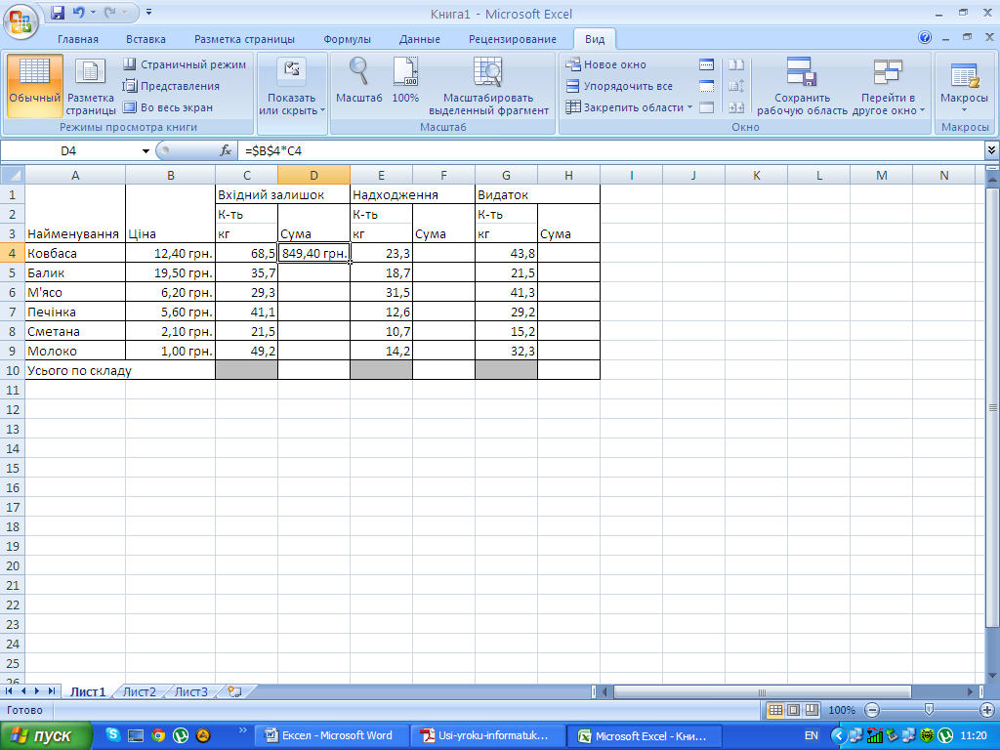 Книга1 - Microsoft Excel
Главная Вставка Разметка страницы Формулы Данные Рецензирование Вид
Обычный
Разметка страницы
Страничный режим
Представления
Во весь экран
Режимы просмотра книги
Показать или скрыть
Масштаб
100
100%
Масштабировать выделенный фрагмент
Масштаб
Новое окно
Упорядочить все
Закрепить области
Сохранить рабочую область
Перейти в другое окно
Окно
Макросы
Макросы
D4 fx =$B$4*C4
A B C D E F G H I J K L M N
1 Вхідний залишок Надходження Видаток
2 К-ть К-ть К-ть
3 Найменування Ціна кг Сума кг Сума кг Сума
4 Ковбаса 12,40 грн. 68,5 849,40 грн. 23,3 43,8
5 Балик 19,50 грн. 35,7 18,7 21,5
6 М'ясо 6,20 грн. 29,3 31,5 41,3
7 Печінка 5,60 грн. 41,1 12,6 29,2
8 Сметана 2,10 грн. 21,5 10,7 15,2
9 Молоко 1,00 грн. 49,2 14,2 32,3
10 Усього по складу
11
12
13
14
15
16
17
18
19
20
21
22
23
24
25
26
Лист1 Лист2 Лист3
Готово 100%
пуск Ексел - Microsoft Word Usi-yroku-informatuk... Microsoft Excel - Кни... EN 11:20